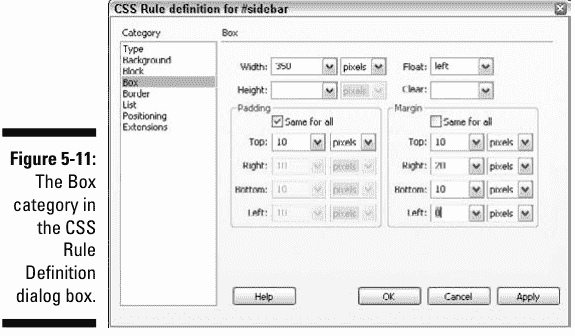 CSS Rule definition for #sidebar
Category
Box
Type
Background
Block
Box
Border
List
Positioning
Extensions
Width: 350 pixels Float: left
Height: pixels Clear:
Padding Margin
Same for all Same for all
Top: 10 pixels Top: 10 pixels
Right: 10 pixels Right: 20 pixels
Bottom: 10 pixels Bottom: 10 pixels
Left: 10 pixels Left: 0 pixels
Help OK Cancel Apply
Figure 5-11:
The Box
category in
the CSS
Rule
Definition
dialog box.